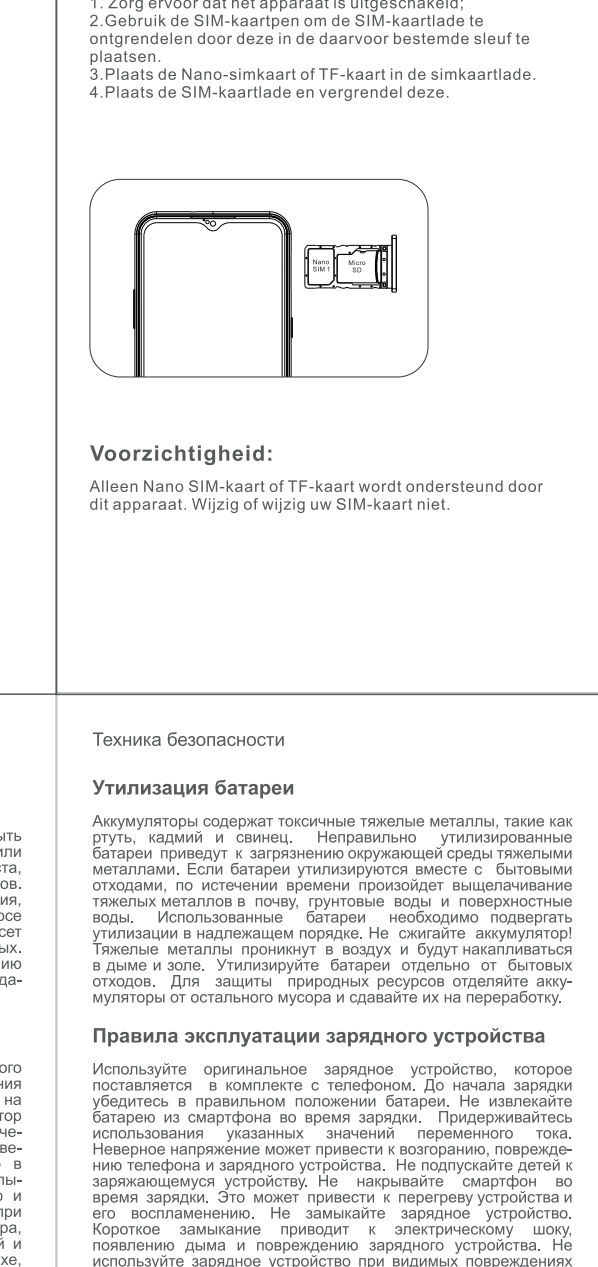 1. Zorg ervoor dat het apparaat is uitgeschakeld;
2.Gebruik de SIM-kaartpen om de SIM-kaartlade te
ontgrendelen door deze in de daarvoor bestemde sleuf te
plaatsen.
3.Plaats de Nano-simkaart of TF-kaart in de simkaartlade.
4.Plaats de SIM-kaartlade en vergrendel deze.
Nano
SIM 1
Micro
SD
Voorzichtigheid:
Alleen Nano SIM-kaart of TF-kaart wordt ondersteund door
dit apparaat. Wijzig of wijzig uw SIM-kaart niet.
Техника безопасности
Утилизация батареи
Аккумуляторы содержат токсичные тяжелые металлы, такие как
ртуть, кадмий и свинец. Неправильно утилизированные
батареи приведут к загрязнению окружающей среды тяжелыми
металлами. Если батареи утилизируются вместе с бытовыми
отходами, по истечении времени произойдет выщелачивание
тяжелых металлов в почву, грунтовые воды и поверхностные
воды. Использованные батареи необходимо подвергать
утилизации в надлежащем порядке. Не сжигайте аккумулятор!
Тяжелые металлы проникнут в воздух и будут накапливаться
в дыме и золе. Утилизируйте батареи отдельно от бытовых
отходов. Для защиты природных ресурсов отделяйте акку-
муляторы от остального мусора и сдавайте их на переработку.
Правила эксплуатации зарядного устройства
Используйте оригинальное зарядное устройство, которое
поставляется в комплекте с телефоном. До начала зарядки
убедитесь в правильном положении батареи. Не извлекайте
батарею из смартфона во время зарядки. Придерживайтесь
использования указанных значений переменного тока.
Неверное напряжение может привести к возгоранию, поврежде-
нию телефона и зарядного устройства. Не подпускайте детей к
заряжающемуся устройству. Не накрывайте смартфон во
время зарядки. Это может привести к перегреву устройства и
его воспламенению. Не замыкайте зарядное устройство.
Короткое замыкание приводит к электрическому шоку,
появлению дыма и повреждению зарядного устройства. Не
используйте зарядное устройство при видимых повреждениях